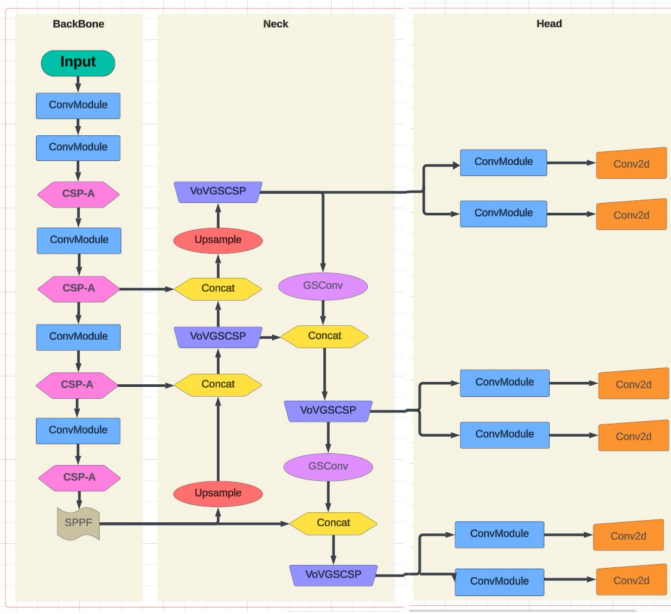 BackBone
Neck
Head
Input
ConvModule
ConvModule
CSP-A
ConvModule
CSP-A
ConvModule
CSP-A
ConvModule
CSP-A
SPPF
VoVGSCSP
Upsample
Concat
VoVGSCSP
Concat
Upsample
GSConv
Concat
VoVGSCSP
GSConv
Concat
VoVGSCSP
ConvModule
Conv2d
ConvModule
Conv2d
ConvModule
Conv2d
ConvModule
Conv2d
ConvModule
Conv2d
ConvModule
Conv2d